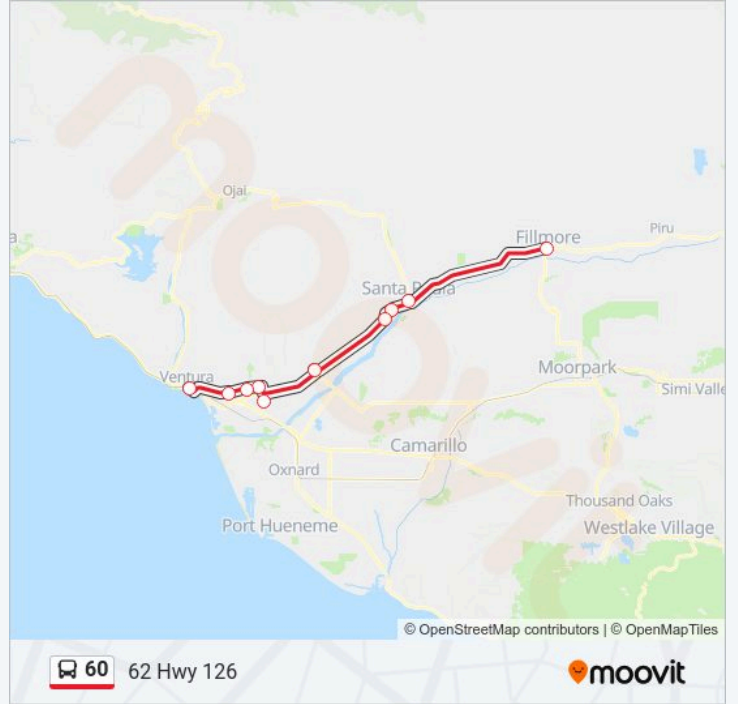 Ojai
Piru
Fillmore
a
Santa Paula
Moorpark
Ventura
Simi Valle
Camarillo
Oxnard
Thousand Oaks
Port Hueneme
Westlake Village
moovit
© OpenStreetMap contributors | © OpenMapTiles
60 62 Hwy 126
moovit